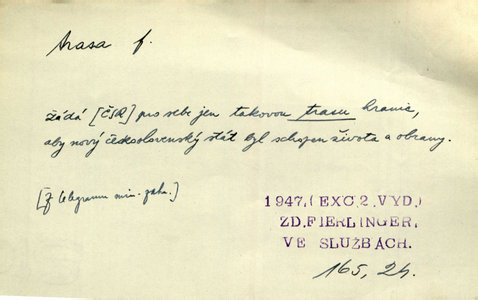 trasa f.
žádá [ČSR] pro sebe jen takovou trasu hranic,
aby nový československý stát byl schopen života a obrany.
[Z telegramu min. zahr.]
1947.(EXC.2.VYD.)
ZD.FIERLINGER,
VE SLUŽBÁCH.
165, 2h.